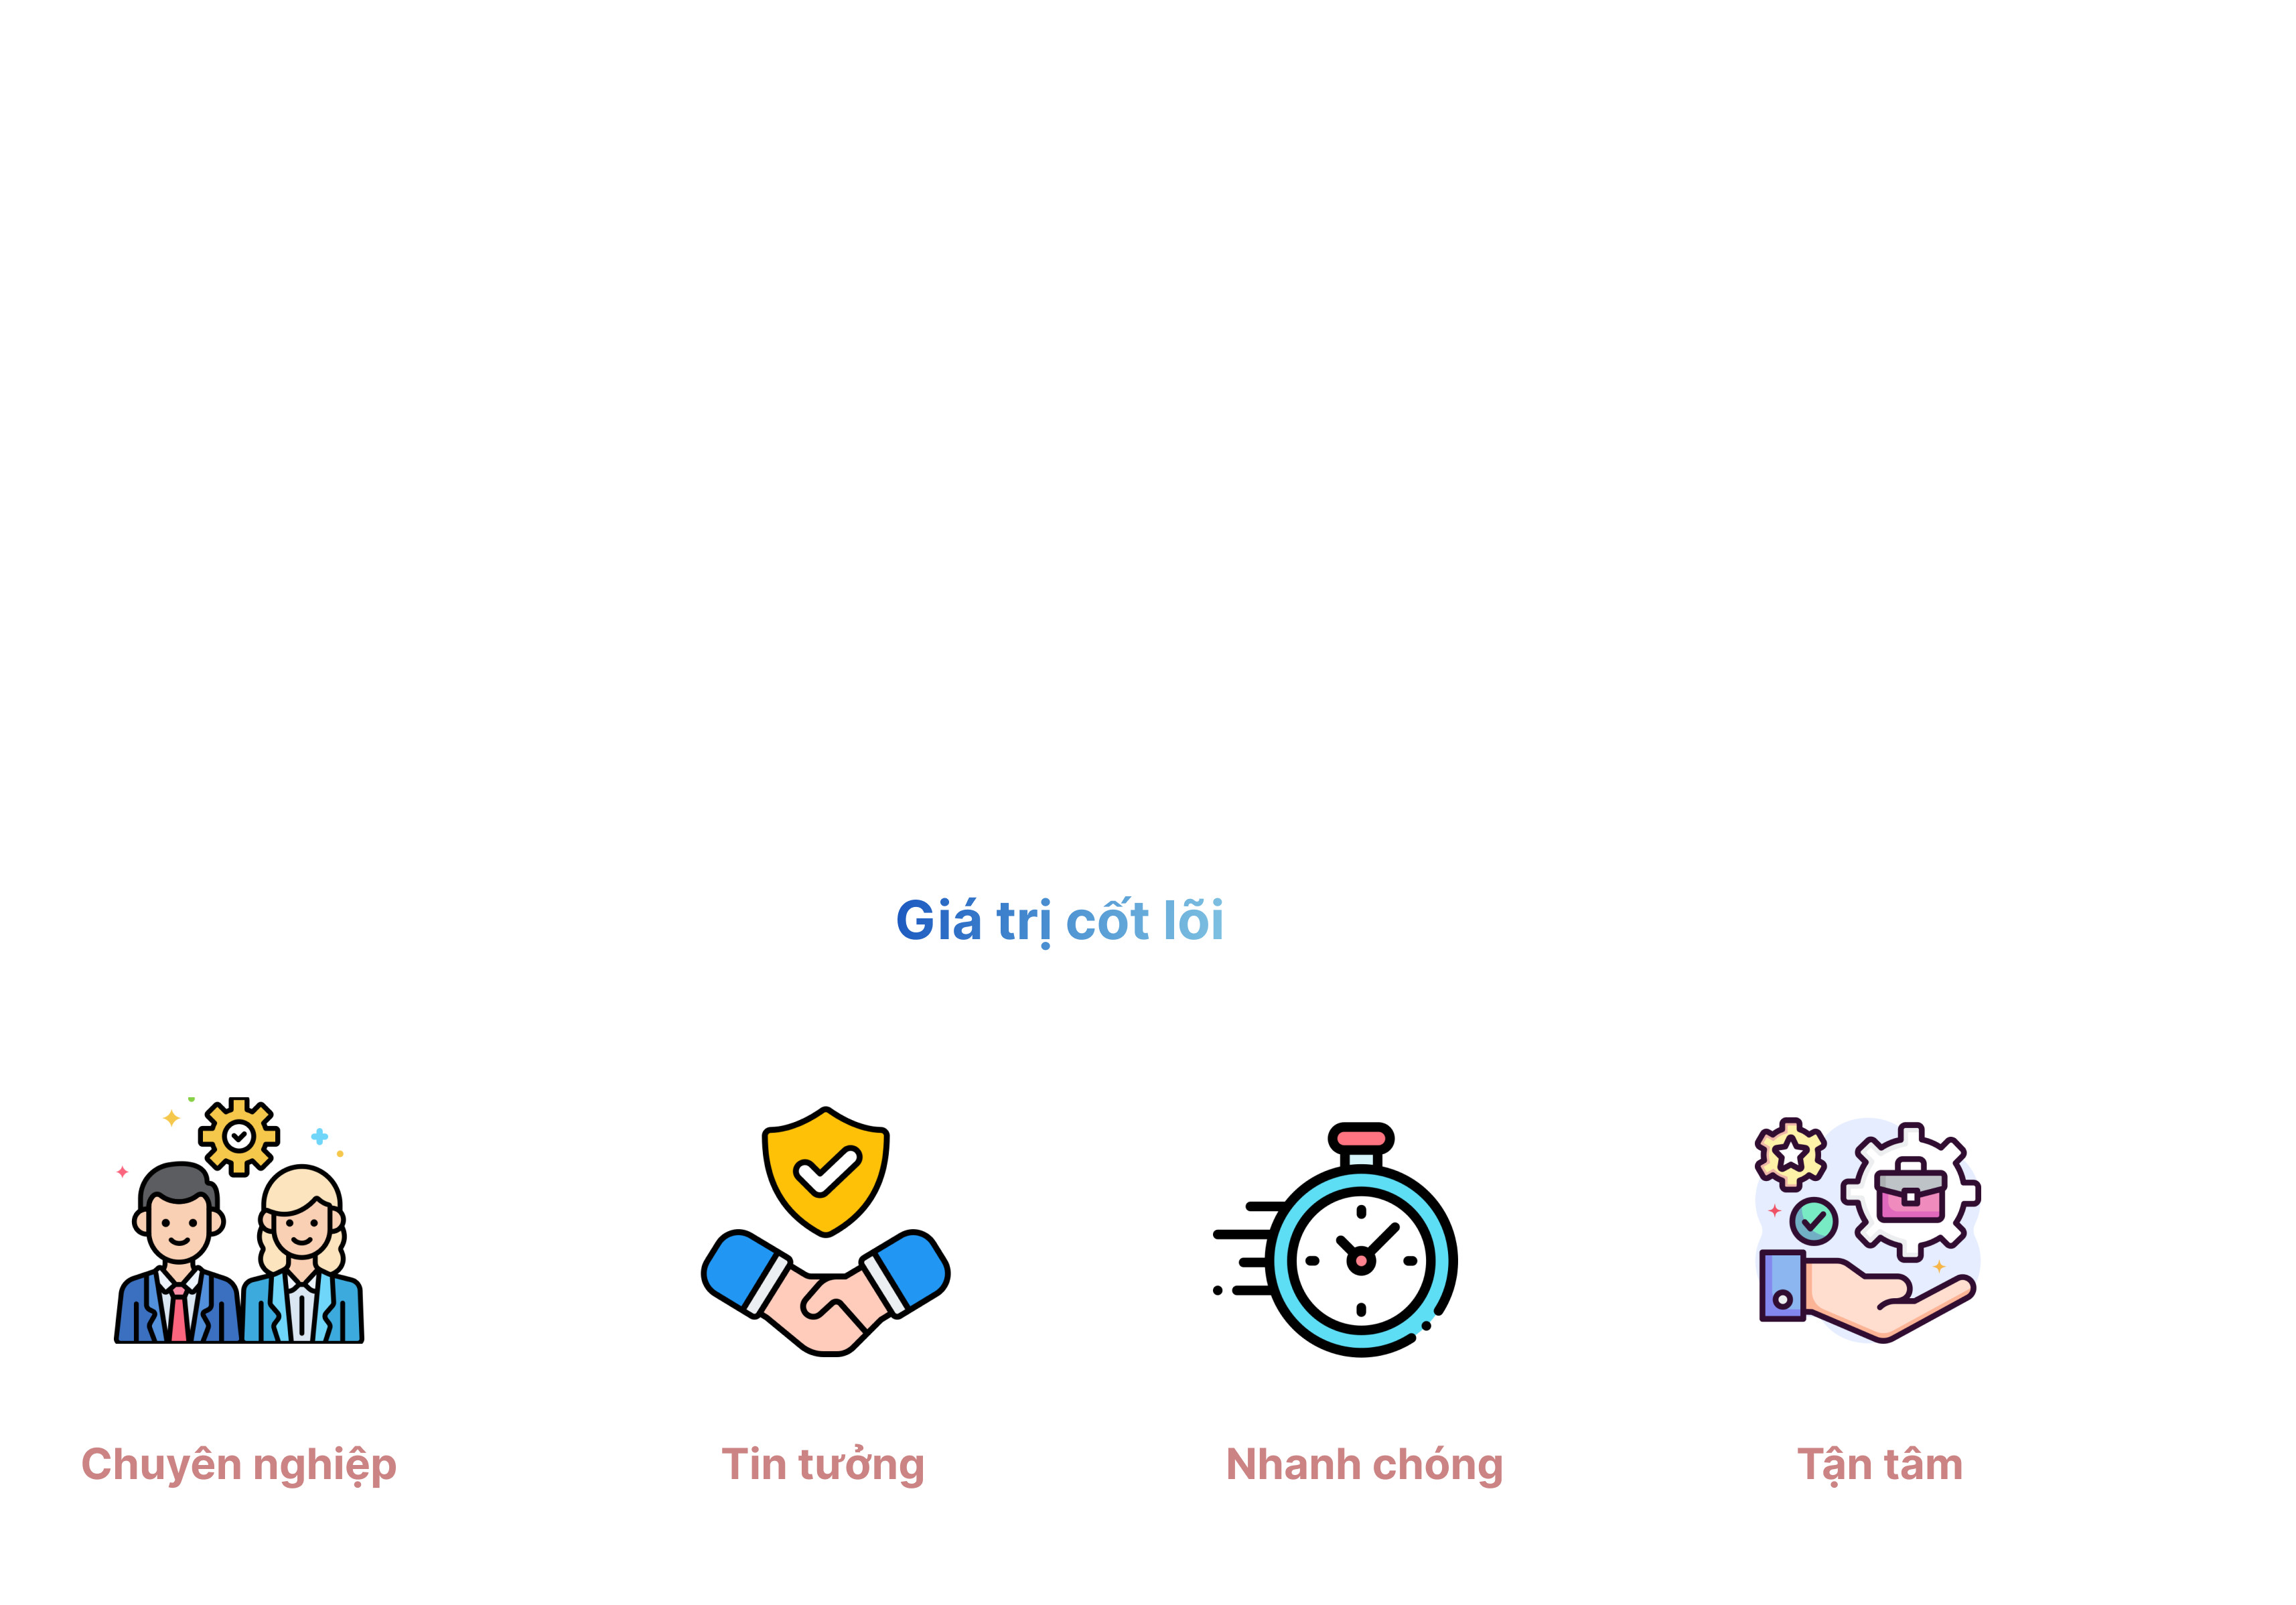 Giá trị cốt lõi
Chuyên nghiệp
Tin tưởng
Nhanh chóng
Tận tâm